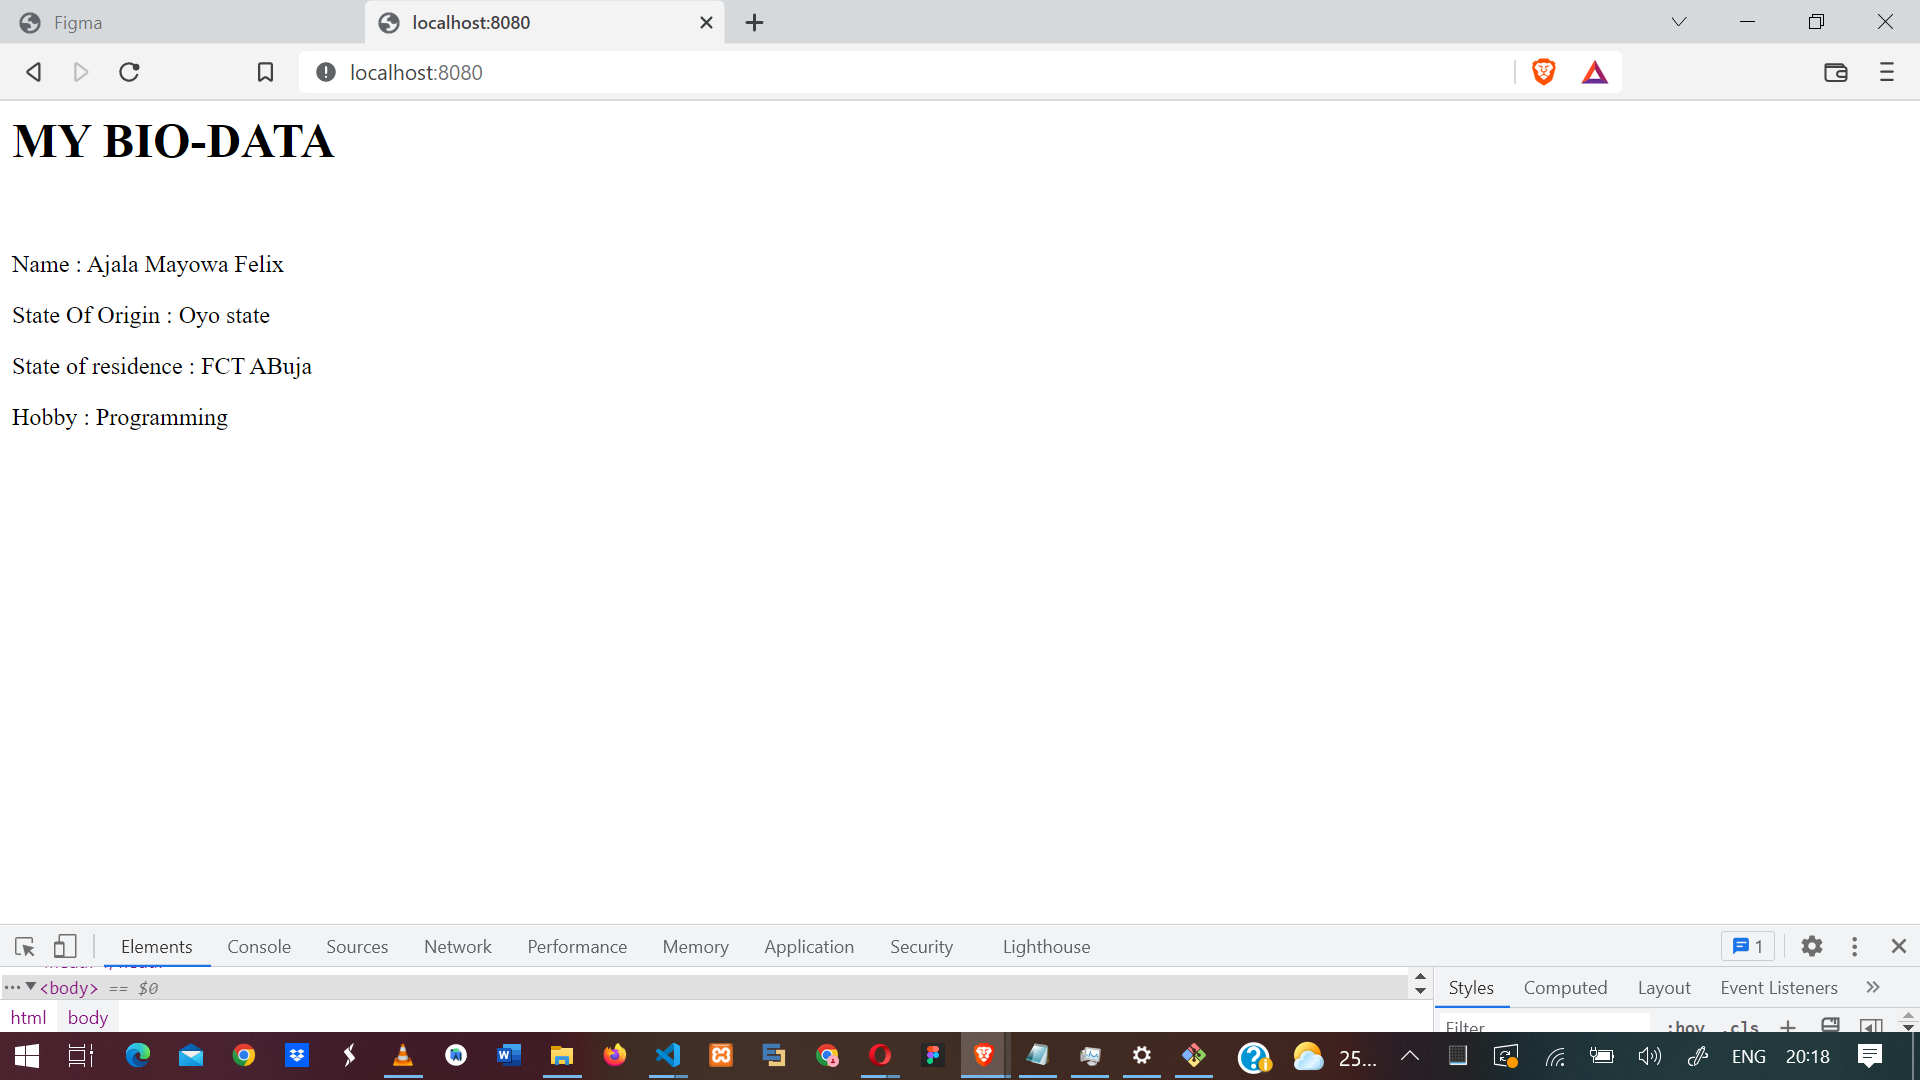 Figma
localhost:8080
localhost:8080
MY BIO-DATA
Name : Ajala Mayowa Felix
State Of Origin : Oyo state
State of residence : FCT ABuja
Hobby : Programming
Elements Console Sources Network Performance Memory Application Security Lighthouse 1
<body> == $0
Styles Computed Layout Event Listeners
html body
Filter :hov .cls
25... ENG 20:18